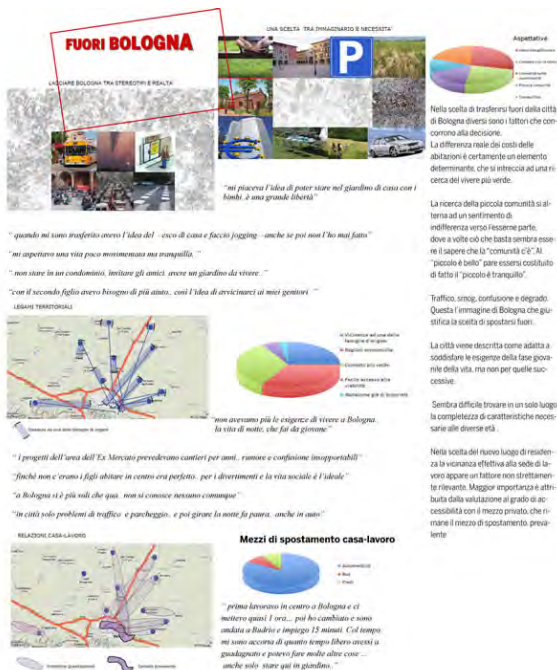 FUORI BOLOGNA
LASCIARE BOLOGNA TRA STEREOTIPI E REALTA'
UNA SCELTA TRA IMMAGINARIO E NECESSITA'
P
"mi piaceva l'idea di poter stare nel giardino di casa con i
bimbi è una grande libertà"
" quando mi sono trasferito avevo l'idea del esco di casa e faccio jogging anche se poi non l'ho mai fatto"
"mi aspettavo una vita poco movimentata ma tranquilla, "
" non stare in un condominio, invitare gli amici avere un giardino da vivere "
"con il secondo figlio avevo bisogno di più aiuto.. così l'idea di avvicinarci ai miei genitori "
LEGAMI TERRITORIALI
Vicinanza ad una delle
famiglie d'origine
Ragioni economiche
Contesto più verde
Facile accesso alla
viabilità
"non avevamo più le esigenze di vivere a Bologna..
la vita di notte, che fai da giovane"
" i progetti dell'area dell'Ex Mercato prevedevano cantieri per anni.. rumore e confusione insopportabili"
"finchè non c'erano i figli abitare in centro era perfetto.. per i divertimenti e la vita sociale è l'ideale"
"a Bologna si è più soli che qua.. non si conosce nessuno comunque"
"in città solo problemi di traffico e parcheggio.. e poi girare la notte fa paura.. anche in auto"
RELAZIONI CASA-LAVORO
Mezzi di spostamento casa-lavoro
Automobile
Bus
" prima lavoravo in centro a Bologna e ci
mettevo quasi 1 ora... poi ho cambiato e sono
andata a Budrio e impiego 15 minuti. Col tempo
mi sono accorsa di quanto tempo libero avessi a
guadagnato e potevo fare molte altre cose ...
anche solo stare qui in giardino.."
Aspettative
Nella scelta di trasferirsi fuori dalla città
di Bologna diversi sono i fattori che con-
corrono alla decisione.
La differenza reale dei costi delle
abitazioni è certamente un elemento
determinante, che si intreccia ad una ri-
cerca del vivere più verde.
La ricerca della piccola comunità si al-
terna ad un sentimento di
indifferenza verso l'esserne parte,
dove a volte ciò che basta sembra esse-
re il sapere che la "comunità c'è". Al
"piccolo è bello" pare essersi costituito
di fatto il "piccolo è tranquillo".
Traffico, smog, confusione e degrado.
Questa l'immagine di Bologna che giu-
stifica la scelta di spostarsi fuori.
La città viene descritta come adatta a
soddisfare le esigenze della fase giova-
nile della vita, ma non per quelle suc-
cessive.
Sembra difficile trovare in un solo luogo
la completezza di caratteristiche neces-
sarie alle diverse età .
Nella scelta del nuovo luogo di residen-
za la vicinanza effettiva alla sede di la-
voro appare un fattore non strettamen-
te rilevante. Maggior importanza è attri-
buita dalla valutazione al grado di ac-
cessibilità con il mezzo privato, che ri-
mane il mezzo di spostamento preva-
lente